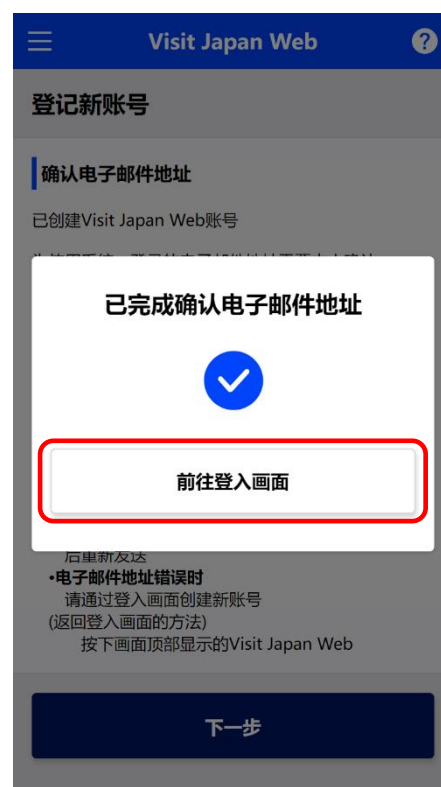 Visit Japan Web ?
登记新账号
确认电子邮件地址
已创建Visit Japan Web账号
已完成确认电子邮件地址
前往登入画面
后重新发送
•电子邮件地址错误时
请通过登入画面创建新账号
(返回登入画面的方法)
按下画面顶部显示的Visit Japan Web
下一步